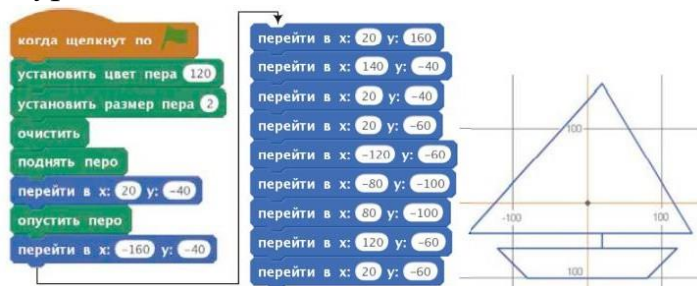 когда щелкнут по
установить цвет пера 120
установить размер пера 2
очистить
поднять перо
перейти в x: 20 y: -40
опустить перо
перейти в x: -160 y: -40
перейти в x: 20 y: 160
перейти в x: 140 y: -40
перейти в x: 20 y: -40
перейти в x: 20 y: -60
перейти в x: -120 y: -60
перейти в x: -80 y: -100
перейти в x: 80 y: -100
перейти в x: 120 y: -60
перейти в x: 20 y: -60
100
-100
100
100